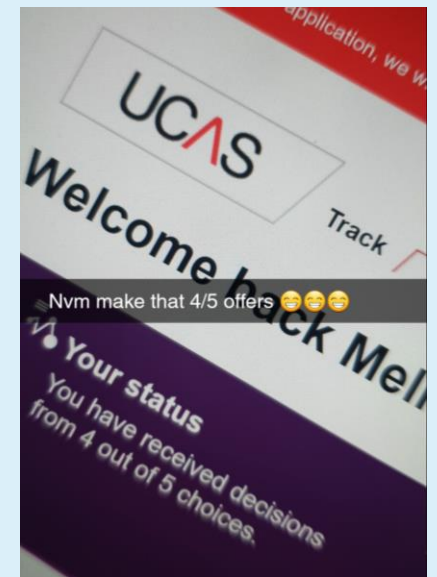 application, we w
UCAS
Track
Welcome back Mell
Nvm make that 4/5 offers 😁😁😁
Your status
You have received decisions
from 4 out of 5 choices.